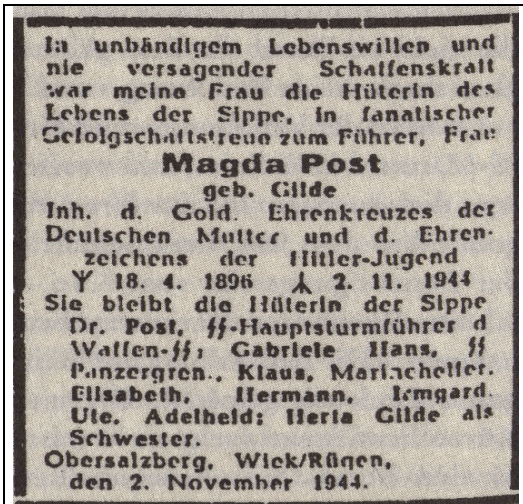 In unbändigem Lebenswillen und
nie versagender Schaffenskraft
war meine Frau die Hüterin des
Lebens der Sippe, in fanatischer
Gefolgschaftstreue zum Führer, Frau
Magda Post
geb. Gilde
Inh. d. Gold. Ehrenkreuzes der
Deutschen Mutter und d. Ehren-
zeichens der Hitler-Jugend
ᛉ 18. 4. 1896 ᛣ 2. 11. 1944
Sie bleibt die Hüterin der Sippe
Dr. Post, ᛋᛋ-Hauptsturmführer d
Waffen-ᛋᛋ; Gabriele Hans, ᛋᛋ
Panzergren., Klaus, Marinehelfer.
Elisabeth, Hermann, Irmgard.
Ute, Adelheid; Herta Gilde als
Schwester.
Obersalzberg, Wiek/Rügen,
den 2. November 1944.